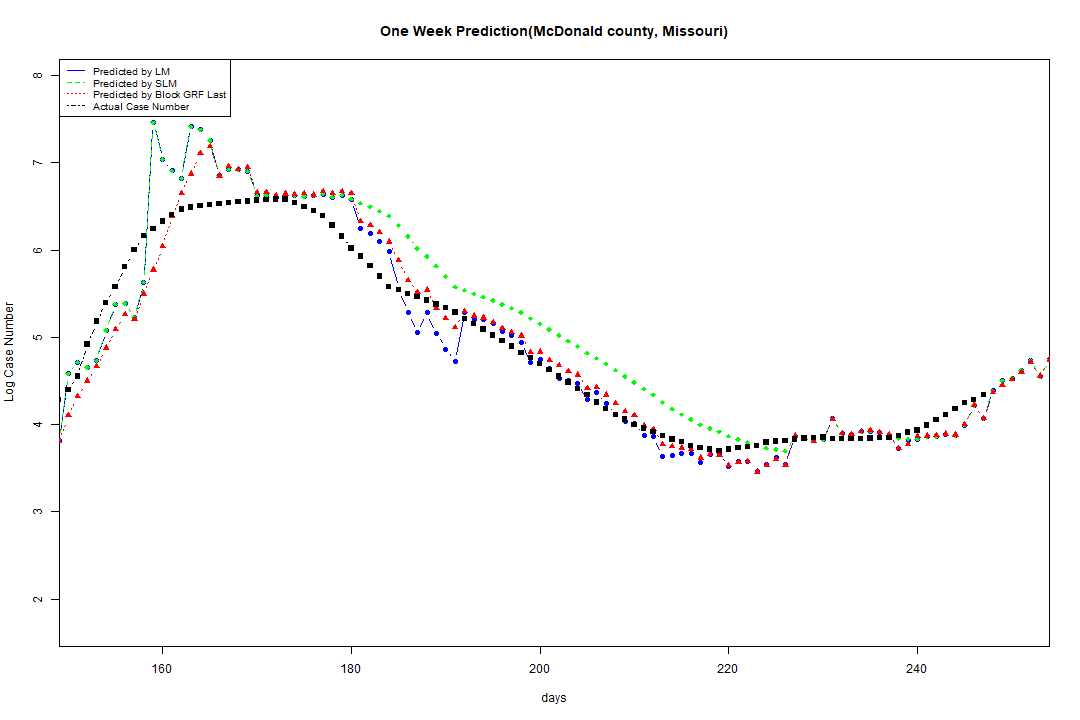 One Week Prediction(McDonald county, Missouri)
Predicted by LM
Predicted by SLM
Predicted by Block GRF Last
Actual Case Number
8
7
6
5
4
3
2
Log Case Number
160 180 200 220 240
days